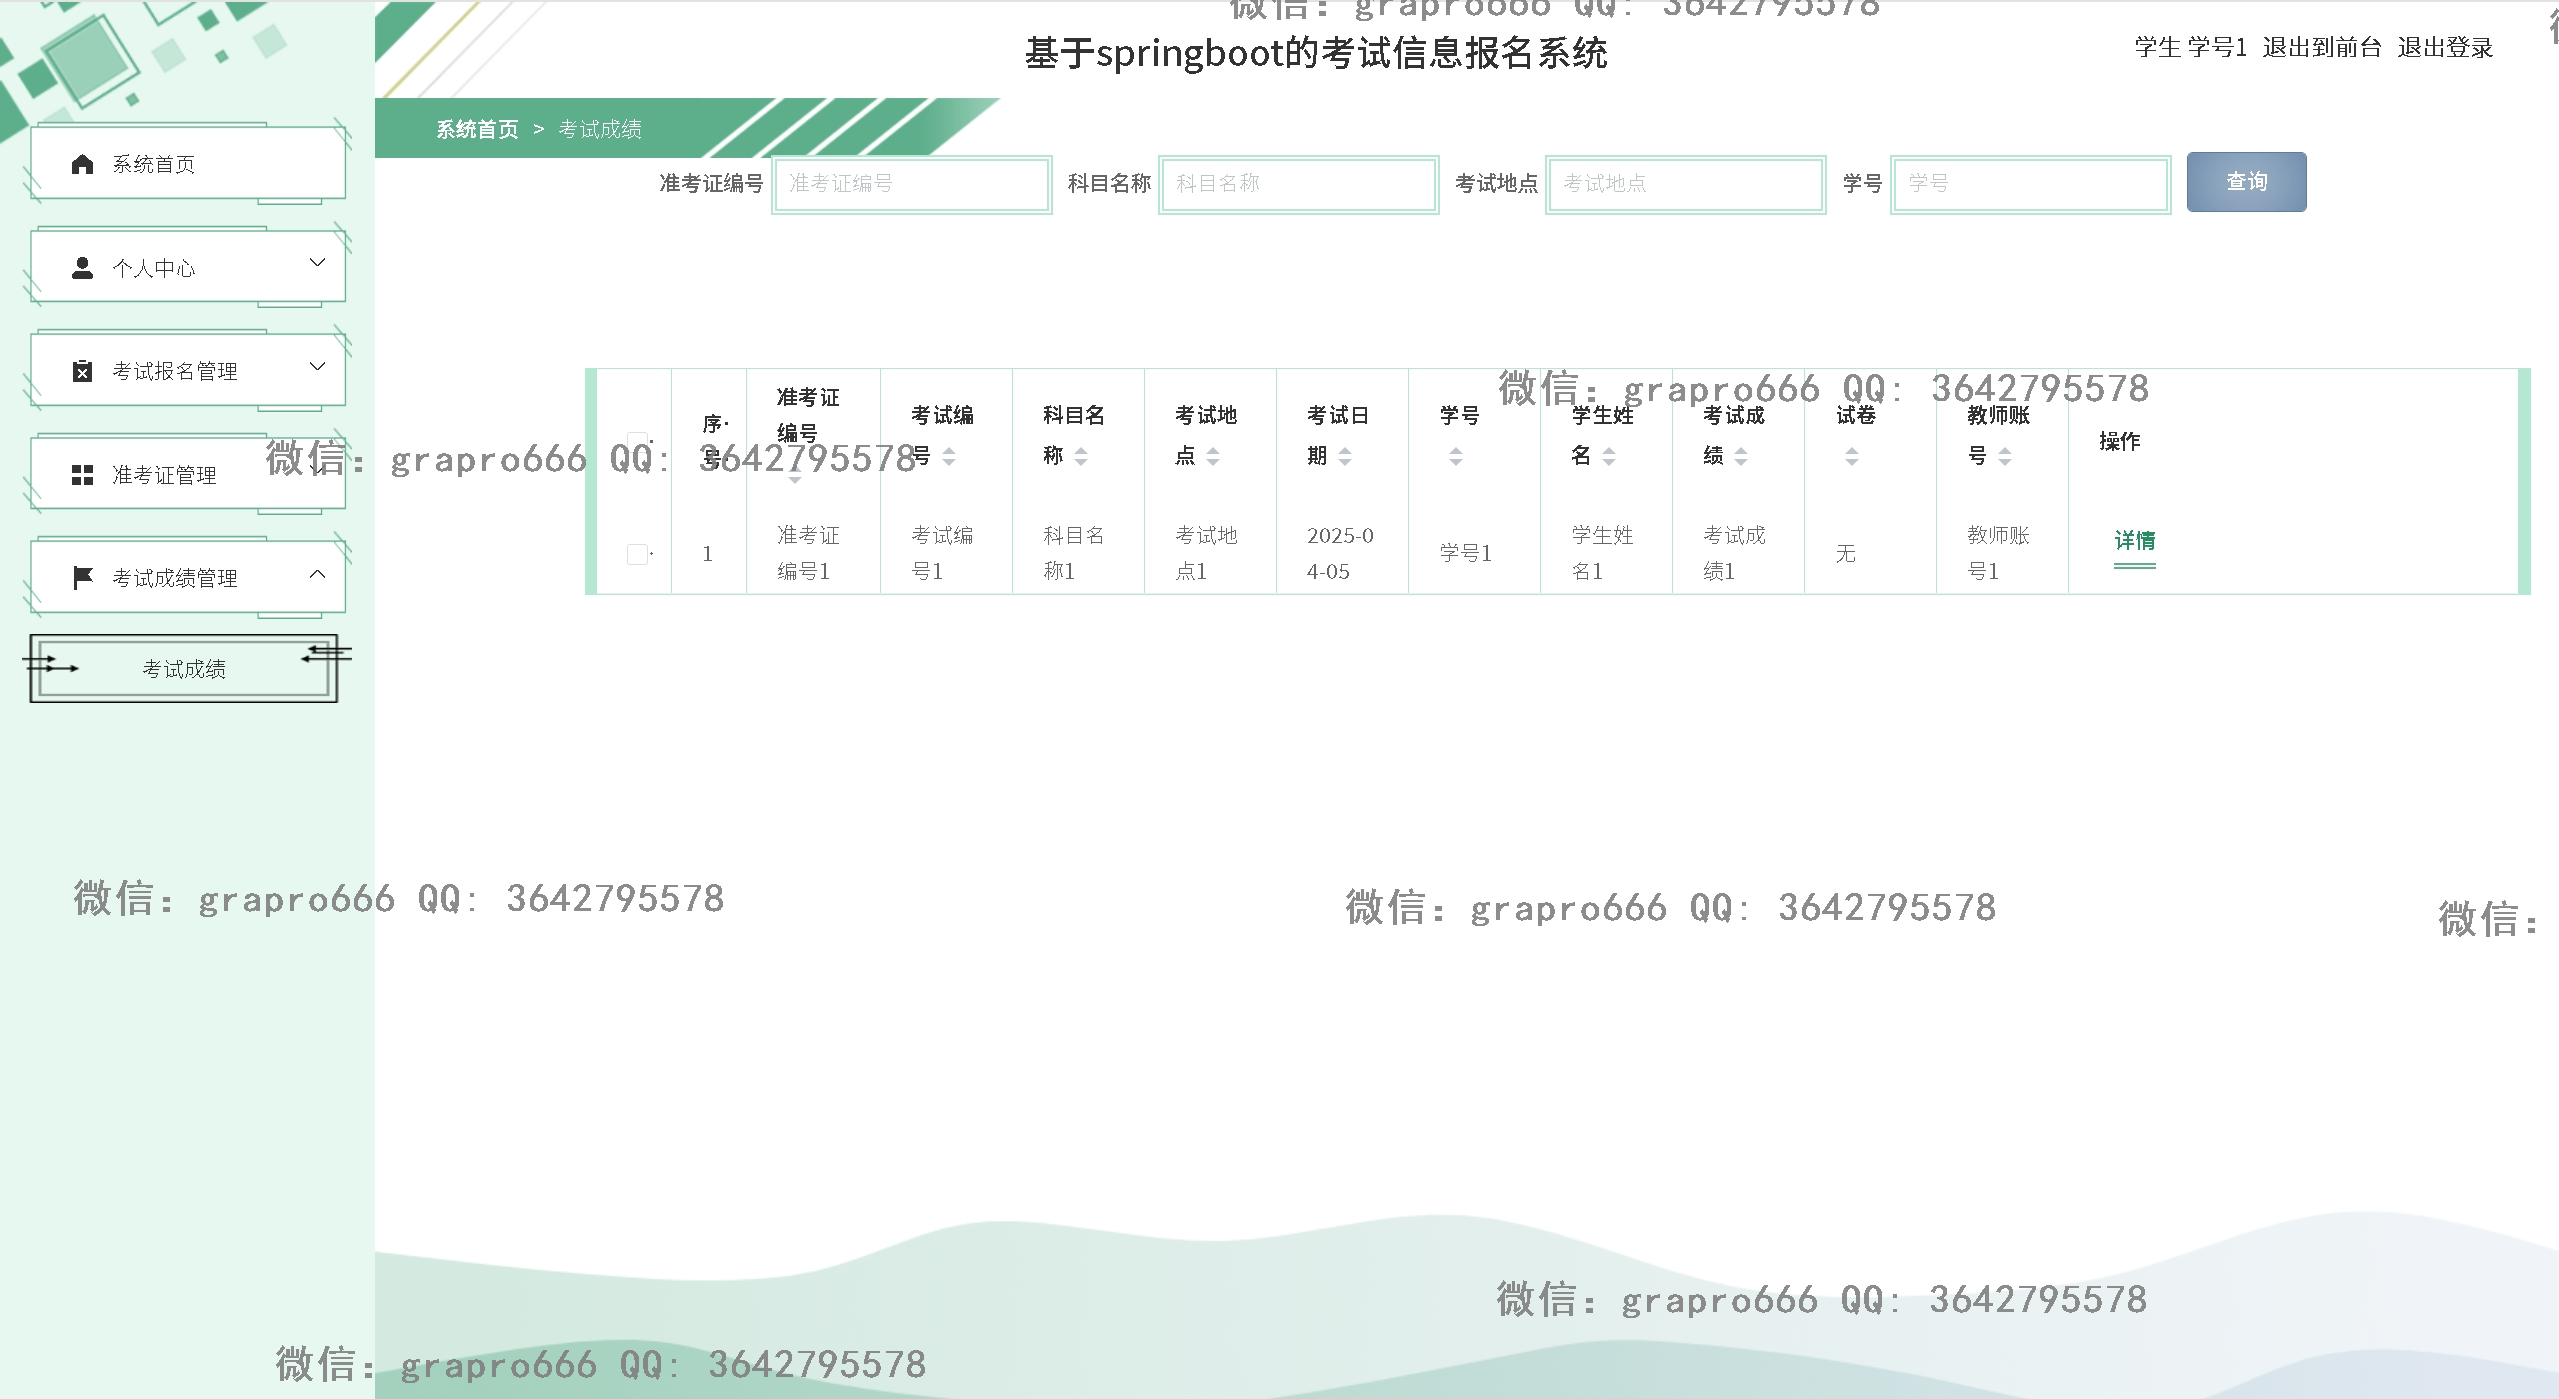 微信: grapro666 QQ: 3642795578
基于springboot的考试信息报名系统
学生 学号1 退出到前台 退出登录
系统首页 > 考试成绩
系统首页
个人中心
考试报名管理
准考证管理
考试成绩管理
考试成绩
准考证编号 准考证编号 科目名称 科目名称 考试地点 考试地点 学号 学号 查询
微信: grapro666 QQ: 3642795578
微信: grapro666 QQ: 3642795578
序号 准考证编号 考试编号 科目名称 考试地点 考试日期 学号 学生姓名 考试成绩 试卷 教师账号 操作
1 准考证编号1 考试编号1 科目名称1 考试地点1 2025-04-05 学号1 学生姓名1 考试成绩1 无 教师账号1 详情
微信: grapro666 QQ: 3642795578
微信: grapro666 QQ: 3642795578
微信:
微信: grapro666 QQ: 3642795578
微信: grapro666 QQ: 3642795578